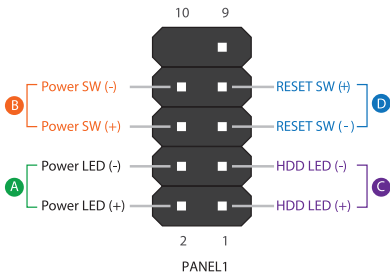 10 9
Power SW (-) RESET SW (+)
B D
Power SW (+) RESET SW (-)
Power LED (-) HDD LED (-)
A C
Power LED (+) HDD LED (+)
2 1
PANEL1